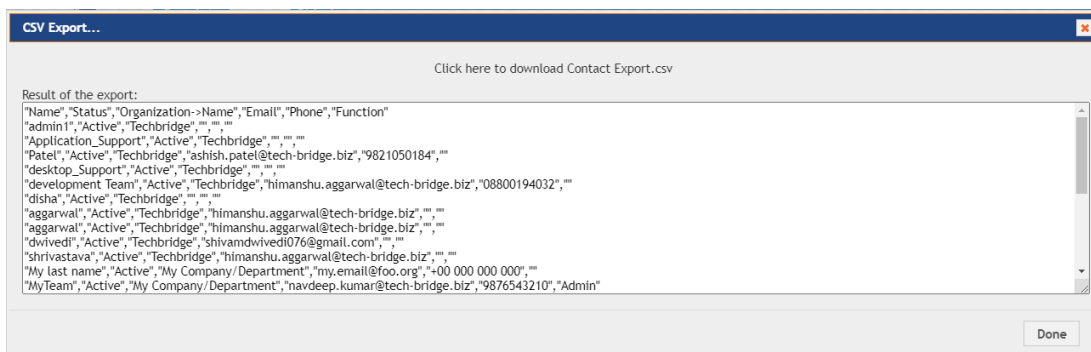 CSV Export...
Click here to download Contact Export.csv
Result of the export:
"Name","Status","Organization->Name","Email","Phone","Function"
"admin1","Active","Techbridge","","",""
"Application_Support","Active","Techbridge","","",""
"Patel","Active","Techbridge","ashish.patel@tech-bridge.biz","9821050184",""
"desktop_Support","Active","Techbridge","","",""
"development Team","Active","Techbridge","himanshu.aggarwal@tech-bridge.biz","08800194032",""
"disha","Active","Techbridge","","",""
"aggarwal","Active","Techbridge","himanshu.aggarwal@tech-bridge.biz","",""
"aggarwal","Active","Techbridge","himanshu.aggarwal@tech-bridge.biz","",""
"dwivedi","Active","Techbridge","shivamdwivedi076@gmail.com","",""
"shrivastava","Active","Techbridge","himanshu.aggarwal@tech-bridge.biz","",""
"My last name","Active","My Company/Department","my.email@foo.org","+00 000 000 000",""
"MyTeam","Active","My Company/Department","navdeep.kumar@tech-bridge.biz","9876543210","Admin"
Done